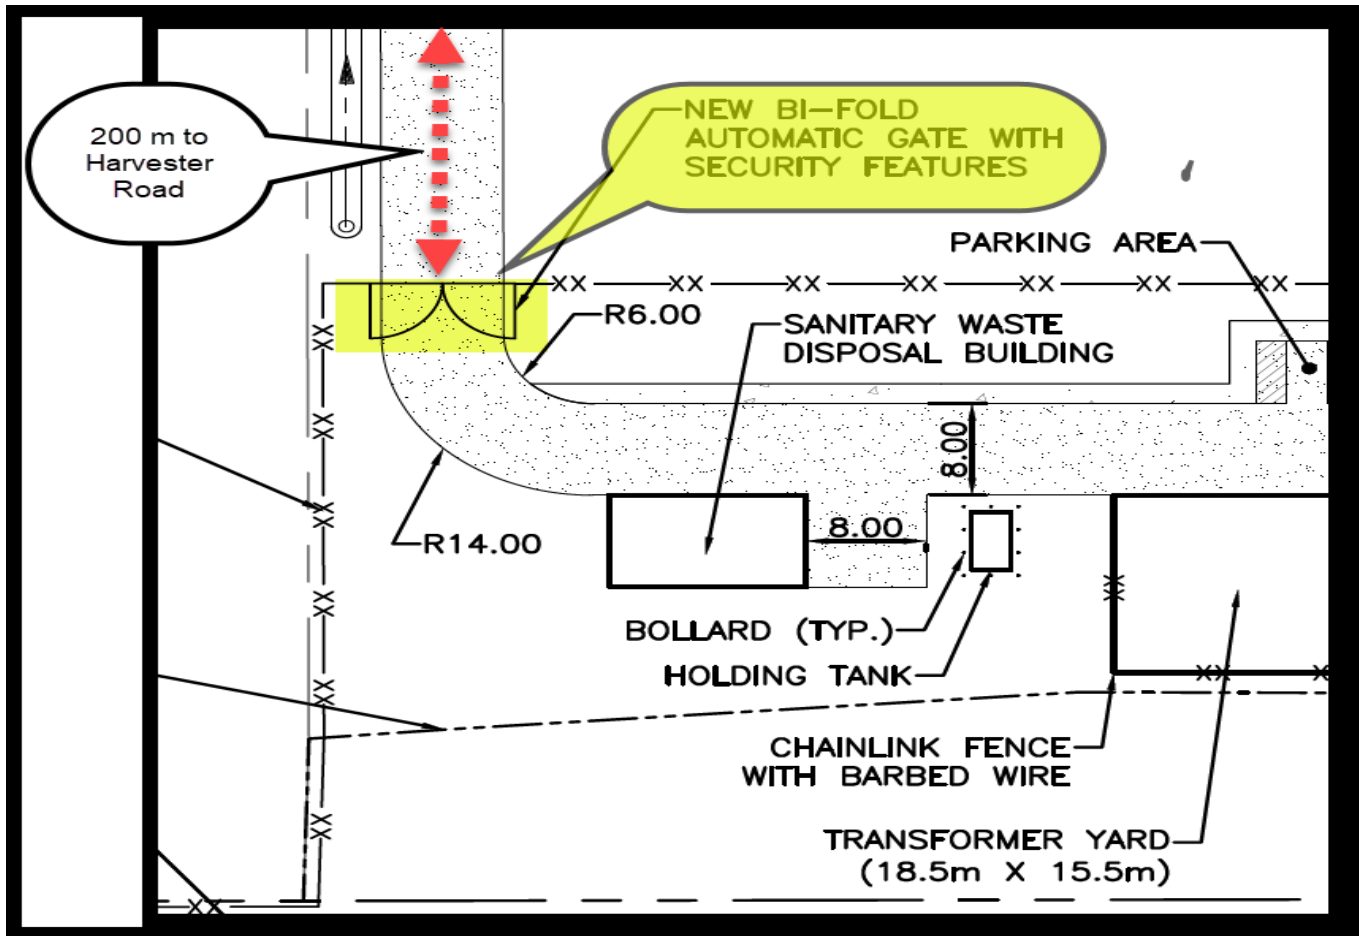 200 m to
Harvester
Road
NEW BI-FOLD
AUTOMATIC GATE WITH
SECURITY FEATURES
PARKING AREA
R6.00
SANITARY WASTE
DISPOSAL BUILDING
8.00
R14.00
8.00
BOLLARD (TYP.)
HOLDING TANK
CHAINLINK FENCE
WITH BARBED WIRE
TRANSFORMER YARD
(18.5m X 15.5m)